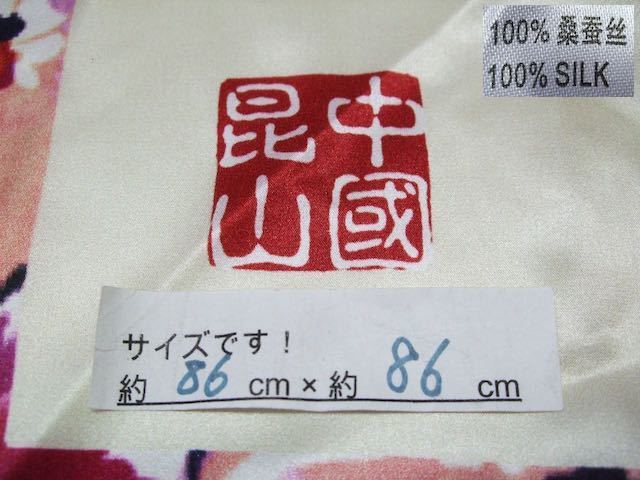 100% 桑蚕丝
100% SILK
中國
昆山
サイズです！
約 86 cm × 約 86 cm